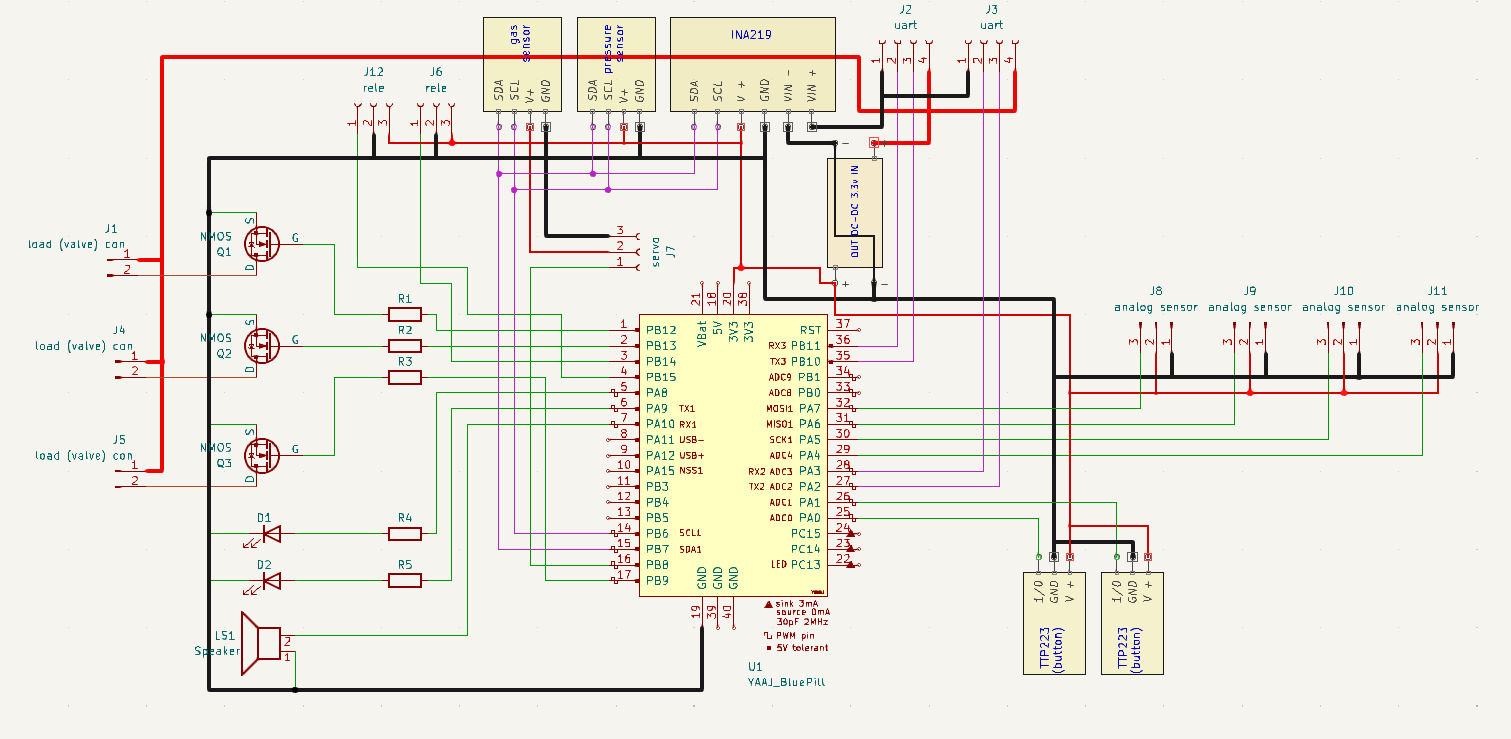 J2
uart
J3
uart
1 2 3 4
1 2 3 4
gas
sensor
SDA SCL V+ GND
pressure
sensor
SDA SCL V+ GND
INA219
SDA SCL V + GND VIN - VIN +
J12
rele
1 2 3
J6
rele
1 2 3
- +
DC-DC 3.3v IN
OUT
+ -
3
2
1
servo
J7
J1
load (valve) con
1
2
NMOS
Q1
S
G
D
J4
load (valve) con
1
2
NMOS
Q2
S
G
D
J5
load (valve) con
1
2
NMOS
Q3
S
G
D
R1
R2
R3
D1
R4
D2
R5
LS1
Speaker
2
1
21 18 20 38
VBat 5V 3V3 3V3
1 PB12
2 PB13
3 PB14
4 PB15
5 PA8
6 PA9 TX1
7 PA10 RX1
8 PA11 USB-
9 PA12 USB+
10 PA15 NSS1
11 PB3
12 PB4
13 PB5
14 PB6 SCL1
15 PB7 SDA1
16 PB8
17 PB9
RST 37
RX3 PB11 36
TX3 PB10 35
ADC9 PB1 34
ADC8 PB0 33
MOSI1 PA7 32
MISO1 PA6 31
SCK1 PA5 30
ADC4 PA4 29
RX2 ADC3 PA3 28
TX2 ADC2 PA2 27
ADC1 PA1 26
ADC0 PA0 25
PC15 24
PC14 23
LED PC13 22
GND GND GND
19 39 40
YAAJ
sink 3mA
source 0mA
30pF 2MHz
PWM pin
5V tolerant
U1
YAAJ_BluePill
J8
analog sensor
3 2 1
J9
analog sensor
3 2 1
J10
analog sensor
3 2 1
J11
analog sensor
3 2 1
I/O GND V +
TTP223
(button)
I/O GND V +
TTP223
(button)